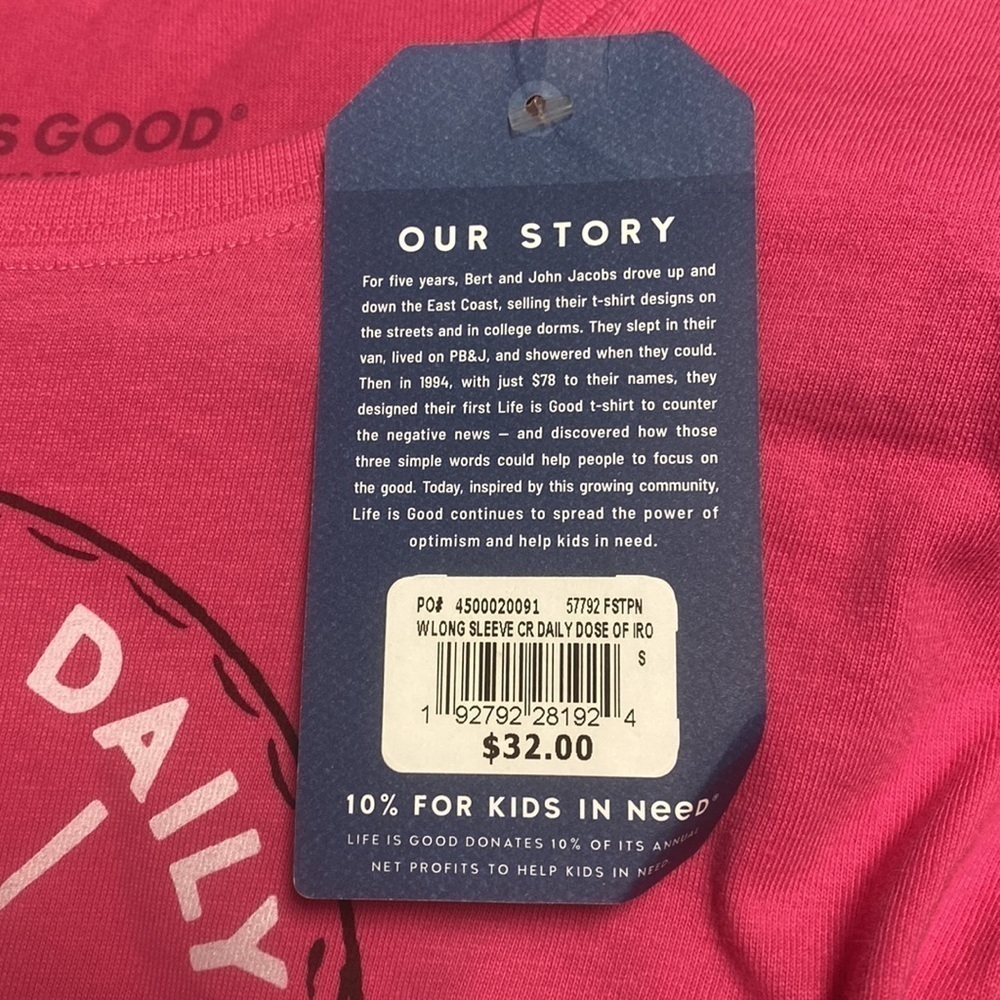 S GOOD®
OUR STORY
For five years, Bert and John Jacobs drove up and
down the East Coast, selling their t-shirt designs on
the streets and in college dorms. They slept in their
van, lived on PB&J, and showered when they could.
Then in 1994, with just $78 to their names, they
designed their first Life is Good t-shirt to counter
the negative news — and discovered how those
three simple words could help people to focus on
the good. Today, inspired by this growing community,
Life is Good continues to spread the power of
optimism and help kids in need.
PO# 4500020091 57792 FSTPN
W LONG SLEEVE CR DAILY DOSE OF IRO
S
1 92792 28192 4
$32.00
10% FOR KIDS IN NeeD®
LIFE IS GOOD DONATES 10% OF ITS ANNUAL
NET PROFITS TO HELP KIDS IN NEED.
DAILY